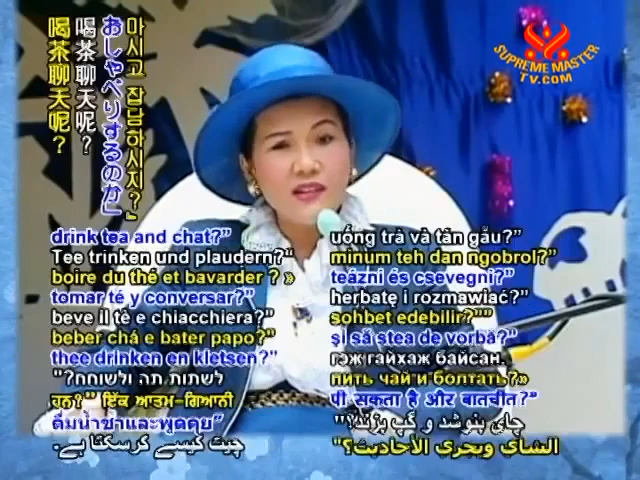 SUPREME MASTER
TV.COM
마시고 잡담하시지?"
おしゃべりするのか」
喝茶聊天呢？
喝茶聊天呢？
drink tea and chat?"
Tee trinken und plaudern?"
boire du thé et bavarder ? »
tomar té y conversar?"
beve il tè e chiacchiera?"
beber chá e bater papo?"
thee drinken en kletsen?"
לשתות תה ולשוחח?"
ਹਨ?" ਇੱਕ ਆਤਮ-ਗਿਆਨੀ
ดื่มน้ำชาและพูดคุย"
چیت کیسے کرسکتا ہے۔
uống trà và tán gẫu?"
minum teh dan ngobrol?"
teázni és csevegni?"
herbatę i rozmawiać?"
sohbet edebilir?""
şi să stea de vorbă?"
гэж гайхаж байсан.
пить чай и болтать?»
पी सकता है और बातचीत?"
چای بنوشد و گپ بزند؟"
الشاي ويجري الأحاديث؟"